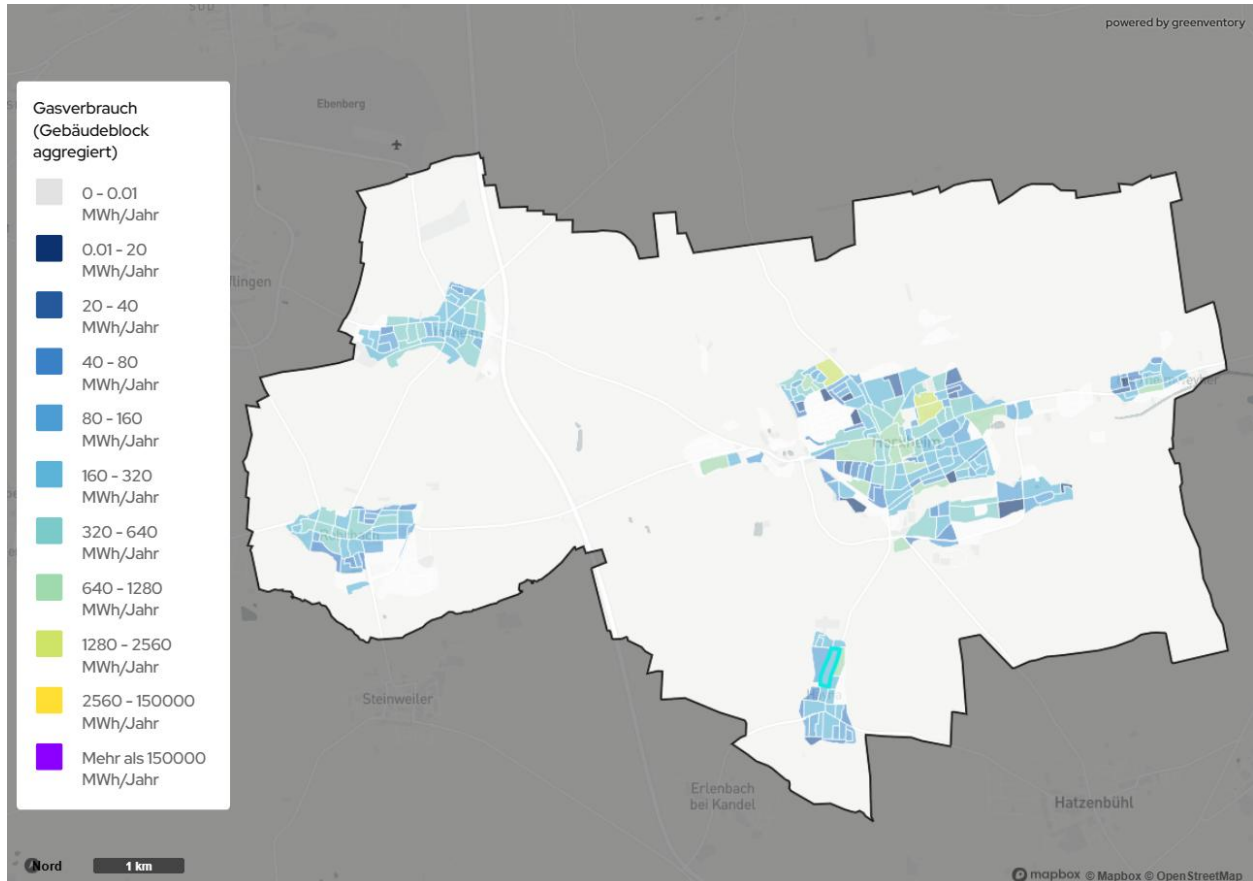 powered by greenventory
Ebenberg
Gasverbrauch
(Gebäudeblock
aggregiert)
0 - 0.01
MWh/Jahr
0.01 - 20
MWh/Jahr
20 - 40
MWh/Jahr
40 - 80
MWh/Jahr
80 - 160
MWh/Jahr
160 - 320
MWh/Jahr
320 - 640
MWh/Jahr
640 - 1280
MWh/Jahr
1280 - 2560
MWh/Jahr
2560 - 150000
MWh/Jahr
Mehr als 150000
MWh/Jahr
Steinweiler
Erlenbach
bei Kandel
Hatzenbühl
Nord
1 km
mapbox © Mapbox © OpenStreetMap